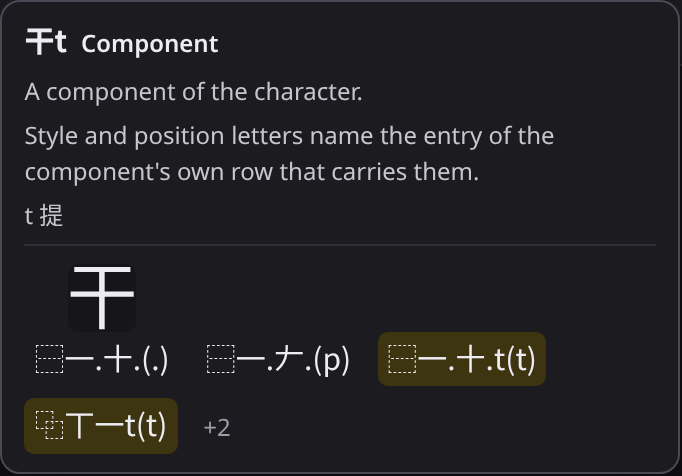 干t Component
A component of the character.
Style and position letters name the entry of the
component's own row that carries them.
t 提
干
⿱一.十.(.) ⿱一.𠂇.(p) ⿱一.十.t(t)
⿻丅一t(t) +2